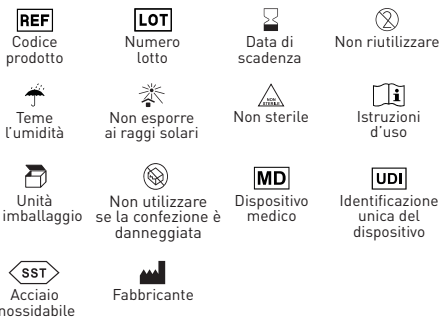 REF LOT
Codice Numero Data di Non riutilizzare
prodotto lotto scadenza
NON
STERILE
Teme Non esporre Non sterile Istruzioni
l'umidità ai raggi solari d'uso
MD UDI
Unità Non utilizzare Dispositivo Identificazione
imballaggio se la confezione è medico unica del
danneggiata dispositivo
SST
Acciaio Fabbricante
inossidabile